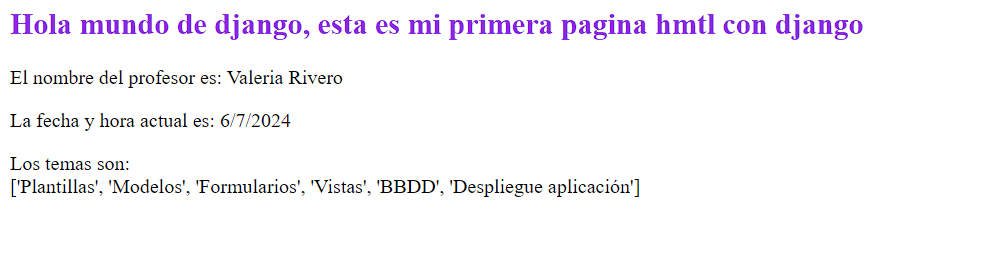 Hola mundo de django, esta es mi primera pagina hmtl con django
El nombre del profesor es: Valeria Rivero
La fecha y hora actual es: 6/7/2024
Los temas son:
['Plantillas', 'Modelos', 'Formularios', 'Vistas', 'BBDD', 'Despliegue aplicación']